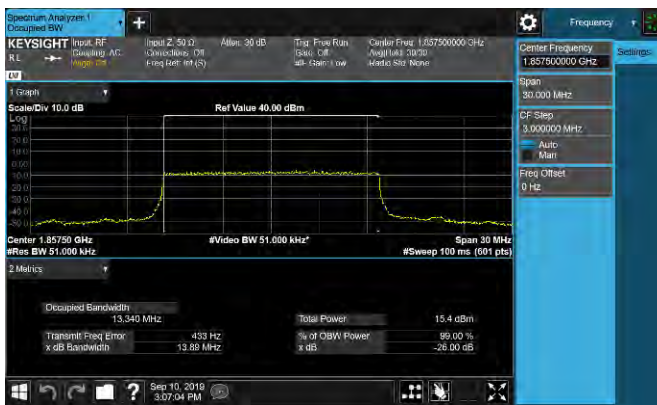 Spectrum Analyzer 1
Occupied BW
Frequency
KEYSIGHT
Input: RF
Input Z: 50 Ω
Atten: 30 dB
Trig: Free Run
Center Freq: 1.857500000 GHz
RL
Coupling: AC
Corrections: Off
Gate: Off
Avg|Hold: 30/30
Align: Off
Freq Ref: Int (S)
#IF Gain: Low
Radio Std: None
Center Frequency
1.857500000 GHz
Settings
Span
30.000 MHz
CF Step
3.000000 MHz
Auto
Man
Freq Offset
0 Hz
1 Graph
Scale/Div 10.0 dB
Ref Value 40.00 dBm
Log
Center 1.85750 GHz
#Video BW 51.000 kHz*
Span 30 MHz
#Res BW 51.000 kHz
#Sweep 100 ms (601 pts)
2 Metrics
Occupied Bandwidth
13.340 MHz
Total Power
15.4 dBm
Transmit Freq Error
433 Hz
% of OBW Power
99.00 %
x dB Bandwidth
13.89 MHz
x dB
-26.00 dB
Sep 10, 2019
3:07:04 PM